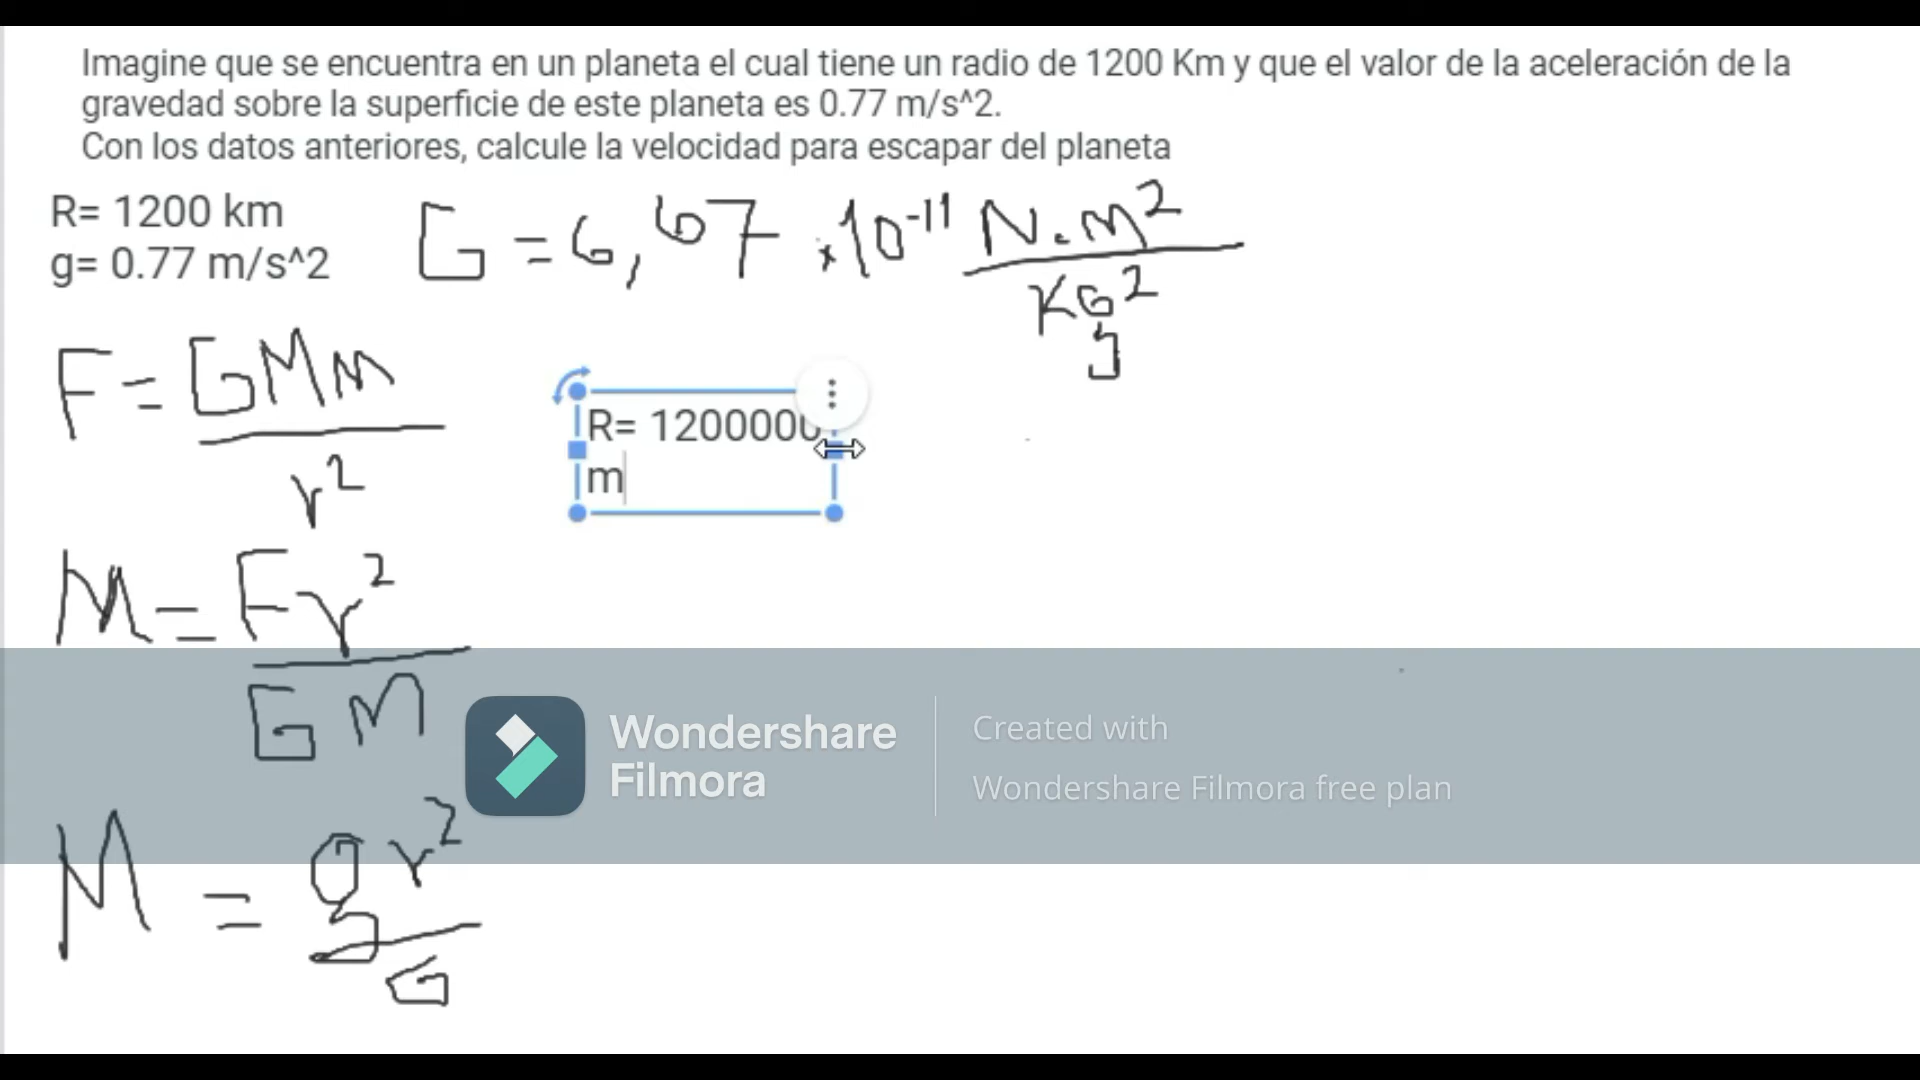 Imagine que se encuentra en un planeta el cual tiene un radio de 1200 Km y que el valor de la aceleración de la
gravedad sobre la superficie de este planeta es 0.77 m/s^2.
Con los datos anteriores, calcule la velocidad para escapar del planeta
R= 1200 km
g= 0.77 m/s^2
G = 6,67 x 10^-11 N.m^2
Kg^2
F = GMm
r^2
R= 1200000
m
M = Fr^2
G M
Wondershare
Filmora
Created with
Wondershare Filmora free plan
M = g r^2
G